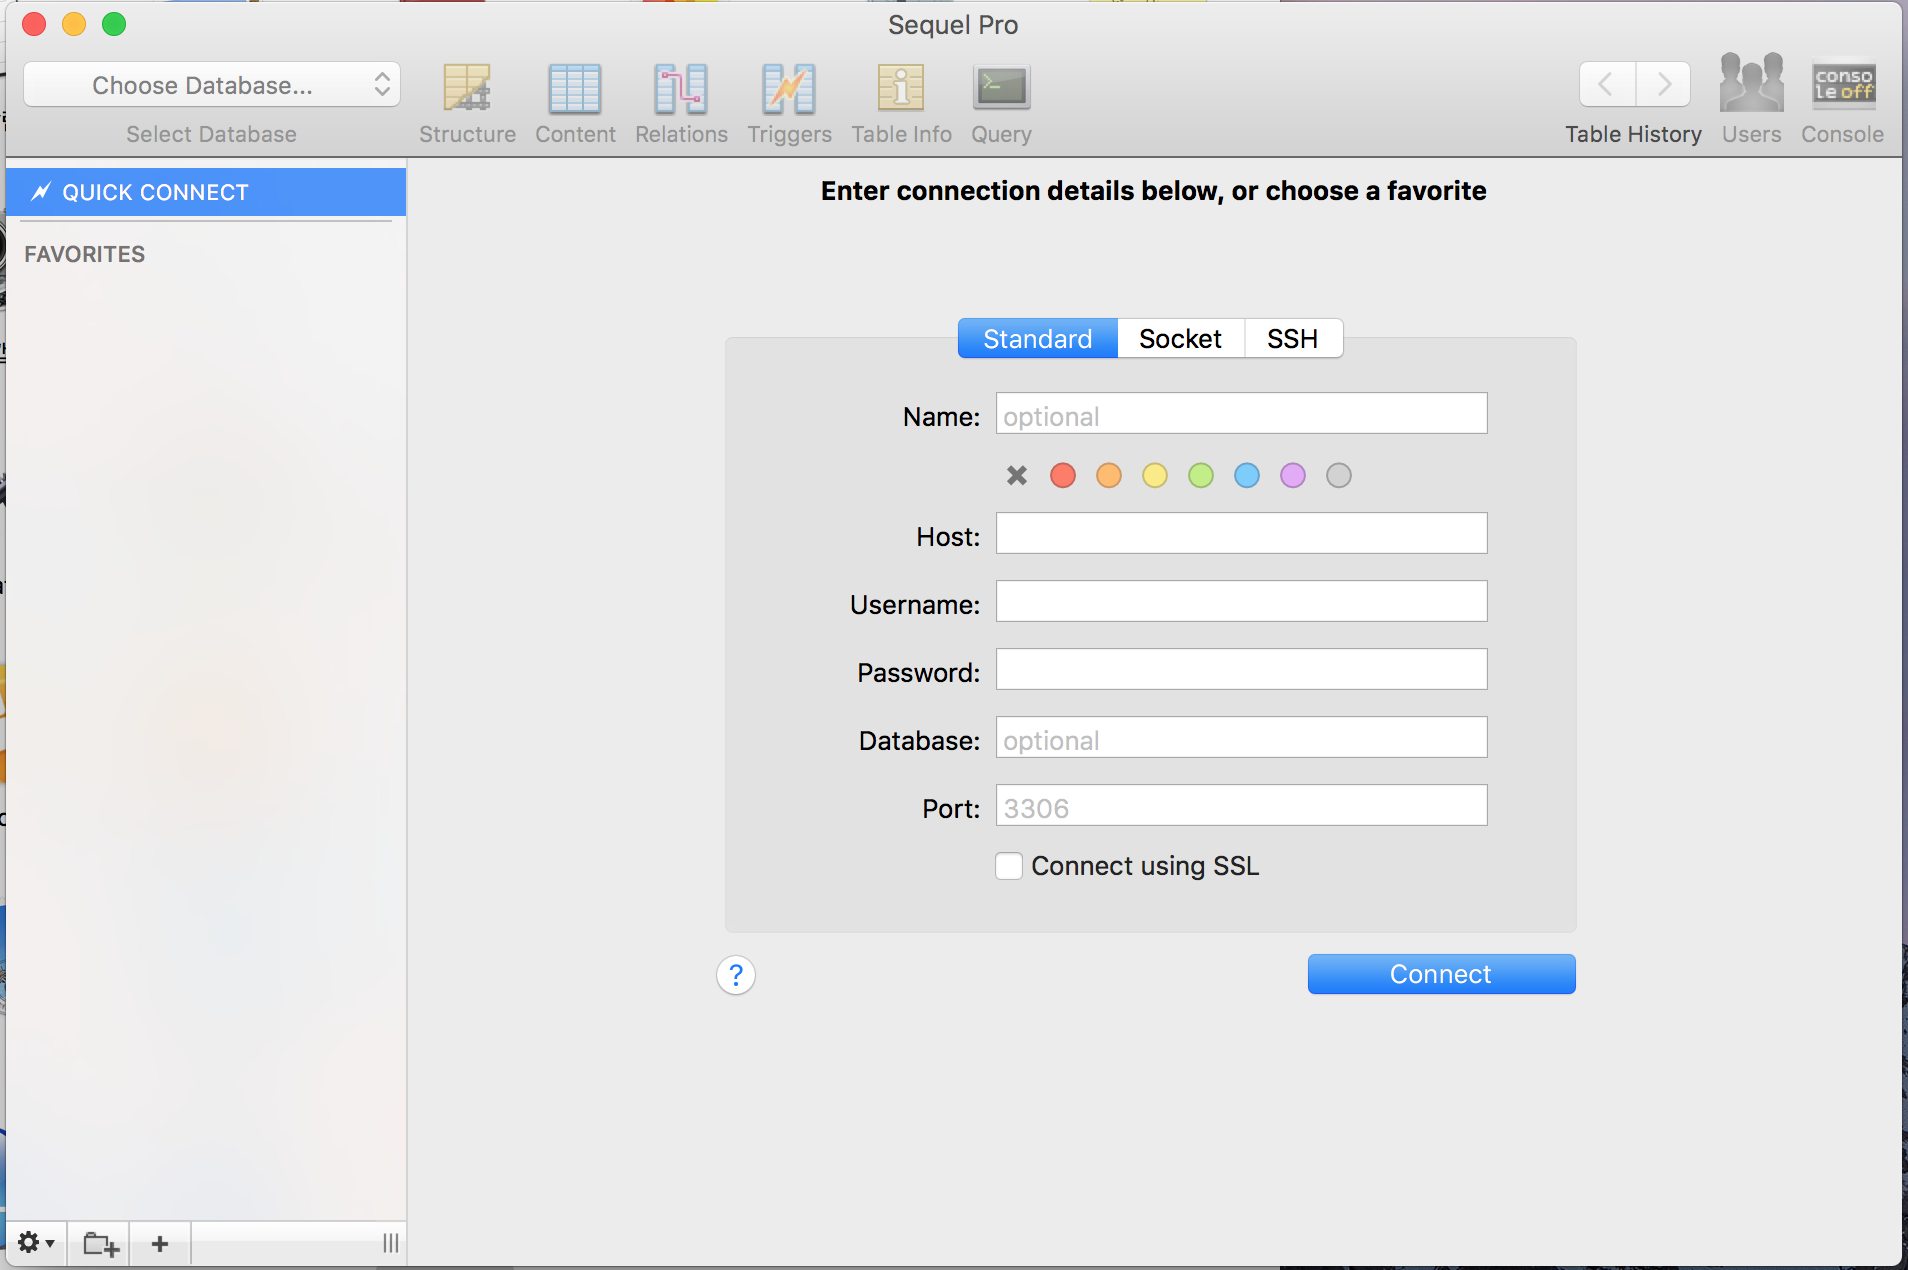 Sequel Pro
Choose Database...
Select Database
Structure
Content
Relations
Triggers
Table Info
Query
Table History
Users
conso
le off
Console
QUICK CONNECT
FAVORITES
Enter connection details below, or choose a favorite
Standard
Socket
SSH
Name:
optional
Host:
Username:
Password:
Database:
optional
Port:
3306
Connect using SSL
?
Connect